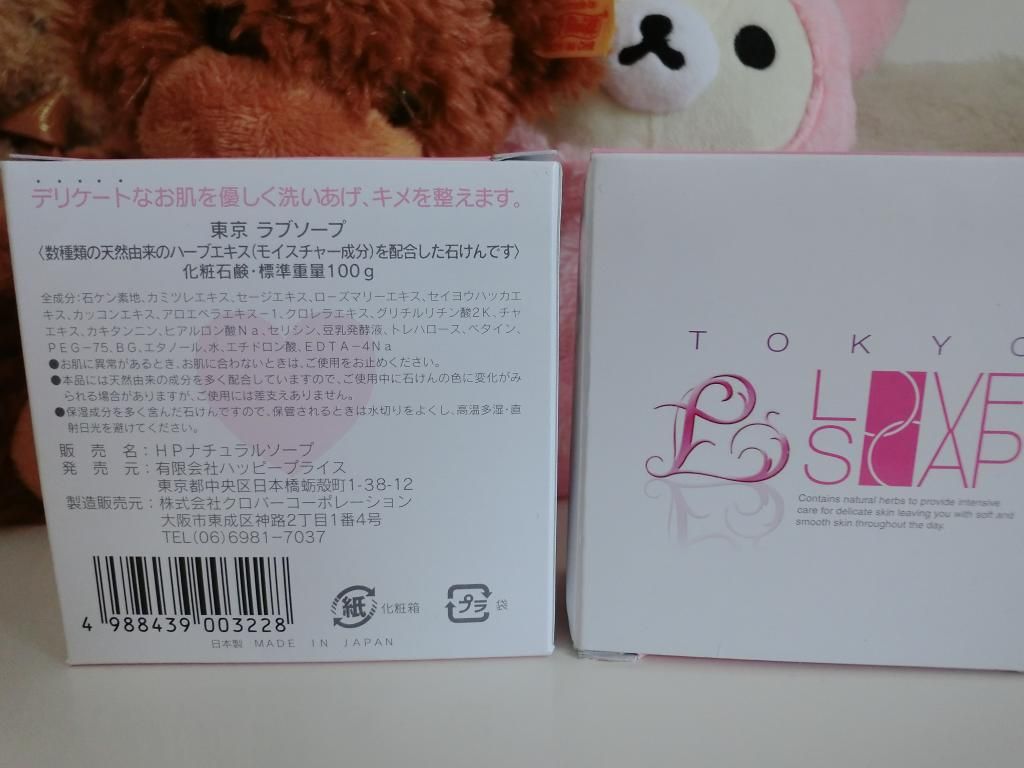 デリケートなお肌を優しく洗いあげ、キメを整えます。
東京 ラブソープ
〈数種類の天然由来のハーブエキス(モイスチャー成分)を配合した石けんです〉
化粧石鹸・標準重量100g
全成分:石ケン素地、カミツレエキス、セージエキス、ローズマリーエキス、セイヨウハッカエ
キス、カッコンエキス、アロエベラエキス-1、クロレラエキス、グリチルリチン酸2K、チャ
エキス、カキタンニン、ヒアルロン酸Na、セリシン、豆乳発酵液、トレハロース、ベタイン、
PEG-75、BG、エタノール、水、エチドロン酸、EDTA-4Na
●お肌に異常があるとき、お肌に合わないときは、ご使用をお止めください。
●本品には天然由来の成分を多く配合していますので、ご使用中に石けんの色に変化がみ
られる場合がありますが、ご使用には差支えありません。
●保湿成分を多く含んだ石けんですので、保管されるときは水切りをよくし、高温多湿・直
射日光を避けてください。
販売名:HPナチュラルソープ
発売元:有限会社ハッピープライス
東京都中央区日本橋蛎殻町1-38-12
製造販売元:株式会社クロバーコーポレーション
大阪市東成区神路2丁目1番4号
TEL(06)6981-7037
4 988439 003228
紙 化粧箱
プラ 袋
日本製 MADE IN JAPAN
TOKYO
LOVE
SOAP
Contains natural herbs to provide intensive
care for delicate skin leaving you with soft and
smooth skin throughout the day.